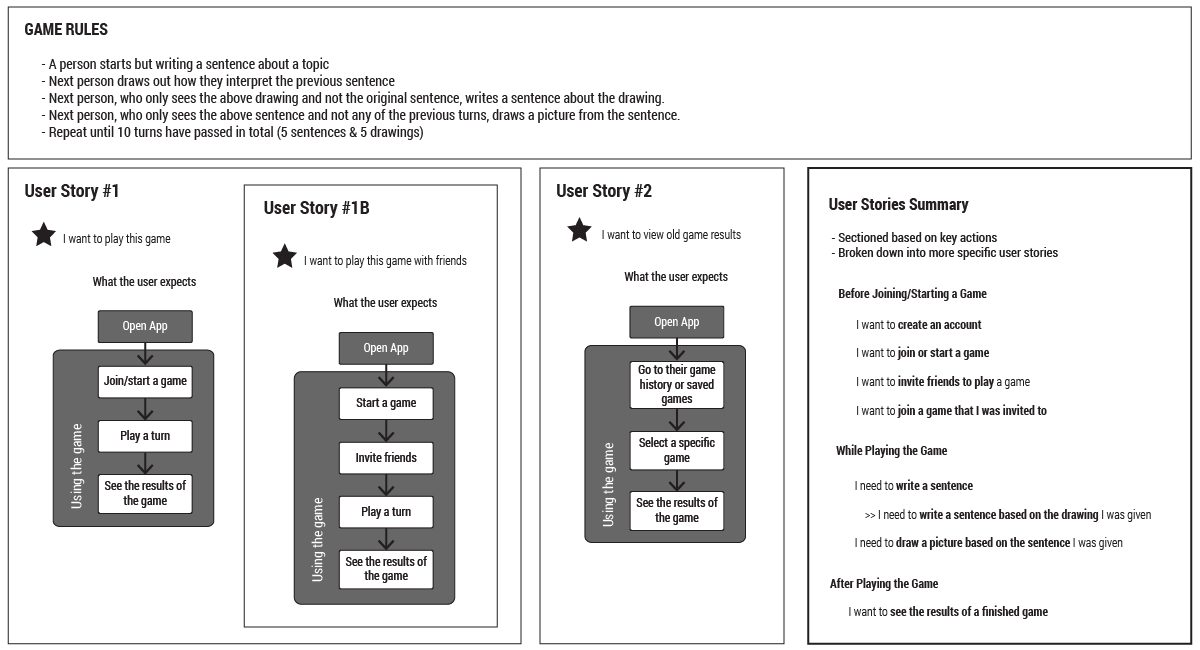 GAME RULES
- A person starts but writing a sentence about a topic
- Next person draws out how they interpret the previous sentence
- Next person, who only sees the above drawing and not the original sentence, writes a sentence about the drawing.
- Next person, who only sees the above sentence and not any of the previous turns, draws a picture from the sentence.
- Repeat until 10 turns have passed in total (5 sentences & 5 drawings)
User Story #1
I want to play this game
What the user expects
Open App
Using the game
Join/start a game
Play a turn
See the results of
the game
User Story #1B
I want to play this game with friends
What the user expects
Open App
Using the game
Start a game
Invite friends
Play a turn
See the results of
the game
User Story #2
I want to view old game results
What the user expects
Open App
Using the game
Go to their game
history or saved
games
Select a specific
game
See the results of
the game
User Stories Summary
- Sectioned based on key actions
- Broken down into more specific user stories
Before Joining/Starting a Game
I want to create an account
I want to join or start a game
I want to invite friends to play a game
I want to join a game that I was invited to
While Playing the Game
I need to write a sentence
>> I need to write a sentence based on the drawing I was given
I need to draw a picture based on the sentence I was given
After Playing the Game
I want to see the results of a finished game